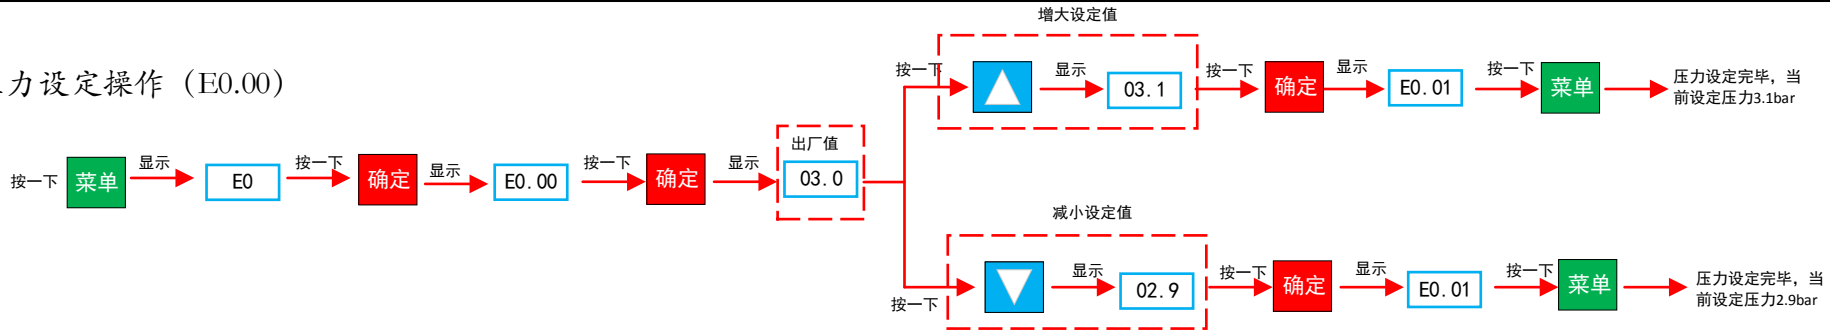 增大设定值
力设定操作（E0.00）
按一下 显示 03.1 按一下 确定 显示 E0.01 按一下 菜单 压力设定完毕，当
前设定压力3.1bar
出厂值
按一下 菜单 显示 E0 按一下 确定 显示 E0.00 按一下 确定 显示 03.0
减小设定值
按一下 显示 02.9 按一下 确定 显示 E0.01 按一下 菜单 压力设定完毕，当
前设定压力2.9bar